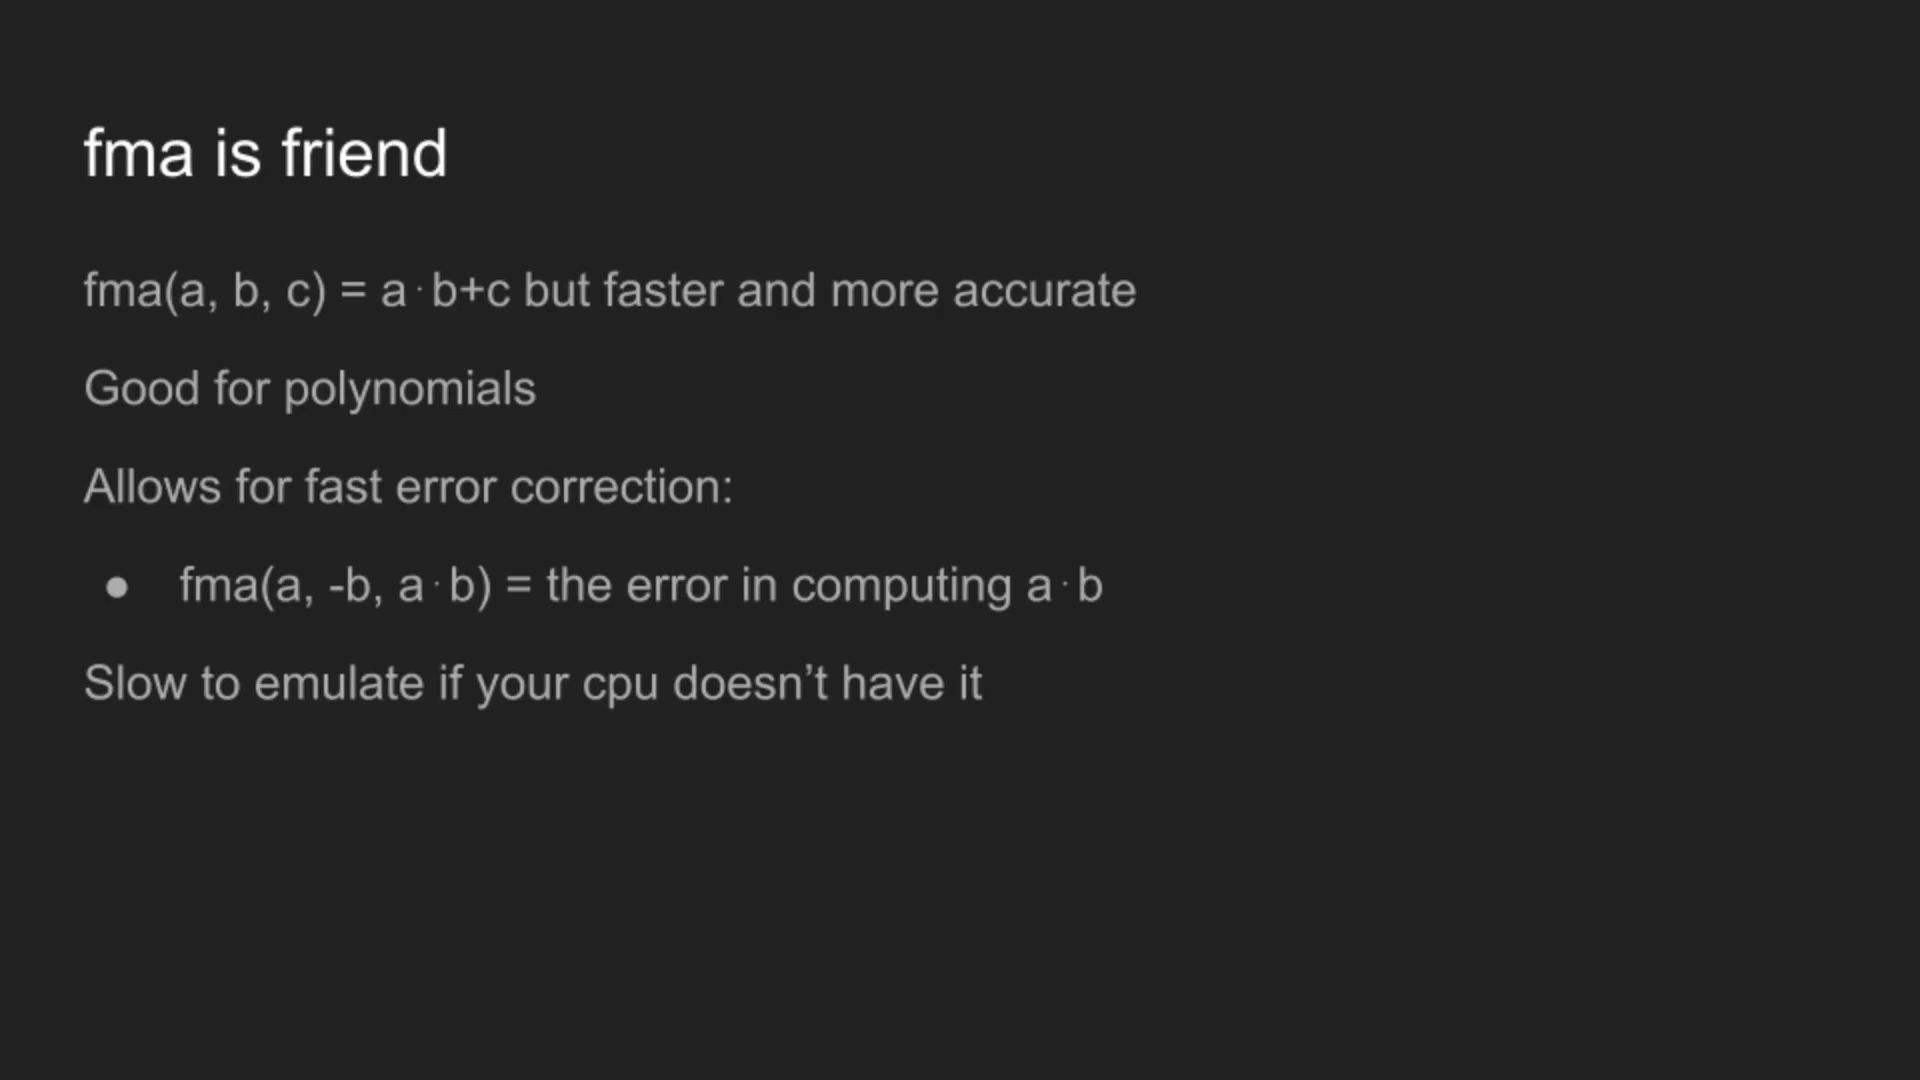 fma is friend
fma(a, b, c) = a·b+c but faster and more accurate
Good for polynomials
Allows for fast error correction:
● fma(a, -b, a·b) = the error in computing a·b
Slow to emulate if your cpu doesn’t have it